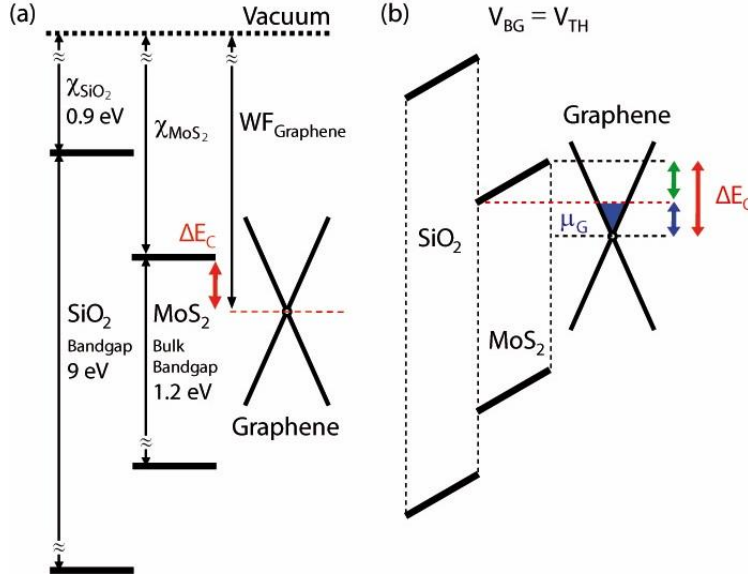 (a)
Vacuum
χSiO₂
0.9 eV
χMoS₂
WFGraphene
ΔEC
SiO₂
Bandgap
9 eV
MoS₂
Bulk
Bandgap
1.2 eV
Graphene
(b)
VBG = VTH
Graphene
ΔEC
μG
SiO₂
MoS₂